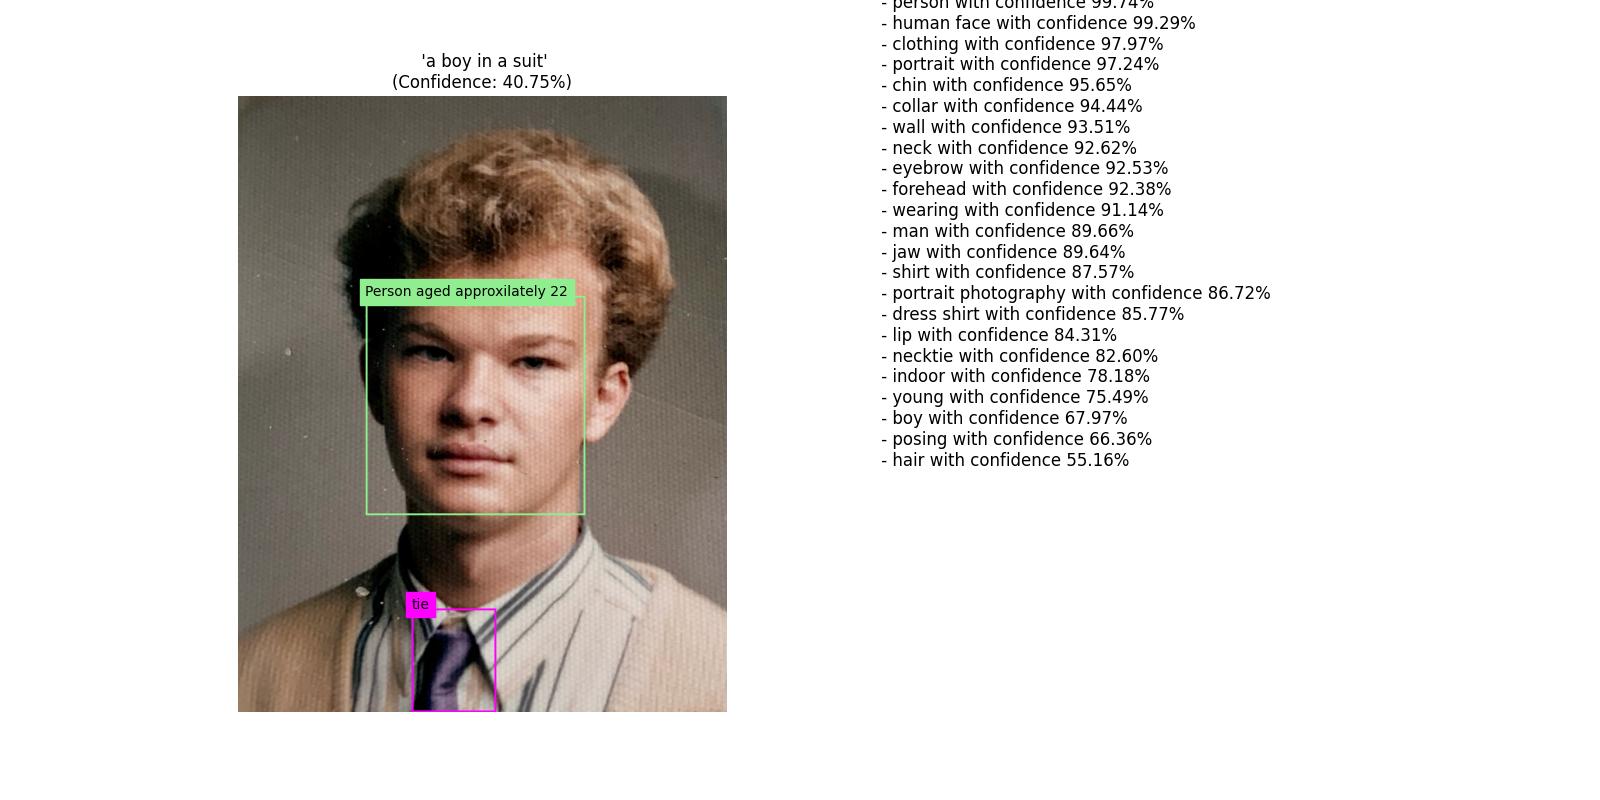 'a boy in a suit'
(Confidence: 40.75%)
Person aged approxilately 22
tie
- person with confidence 99.74%
- human face with confidence 99.29%
- clothing with confidence 97.97%
- portrait with confidence 97.24%
- chin with confidence 95.65%
- collar with confidence 94.44%
- wall with confidence 93.51%
- neck with confidence 92.62%
- eyebrow with confidence 92.53%
- forehead with confidence 92.38%
- wearing with confidence 91.14%
- man with confidence 89.66%
- jaw with confidence 89.64%
- shirt with confidence 87.57%
- portrait photography with confidence 86.72%
- dress shirt with confidence 85.77%
- lip with confidence 84.31%
- necktie with confidence 82.60%
- indoor with confidence 78.18%
- young with confidence 75.49%
- boy with confidence 67.97%
- posing with confidence 66.36%
- hair with confidence 55.16%